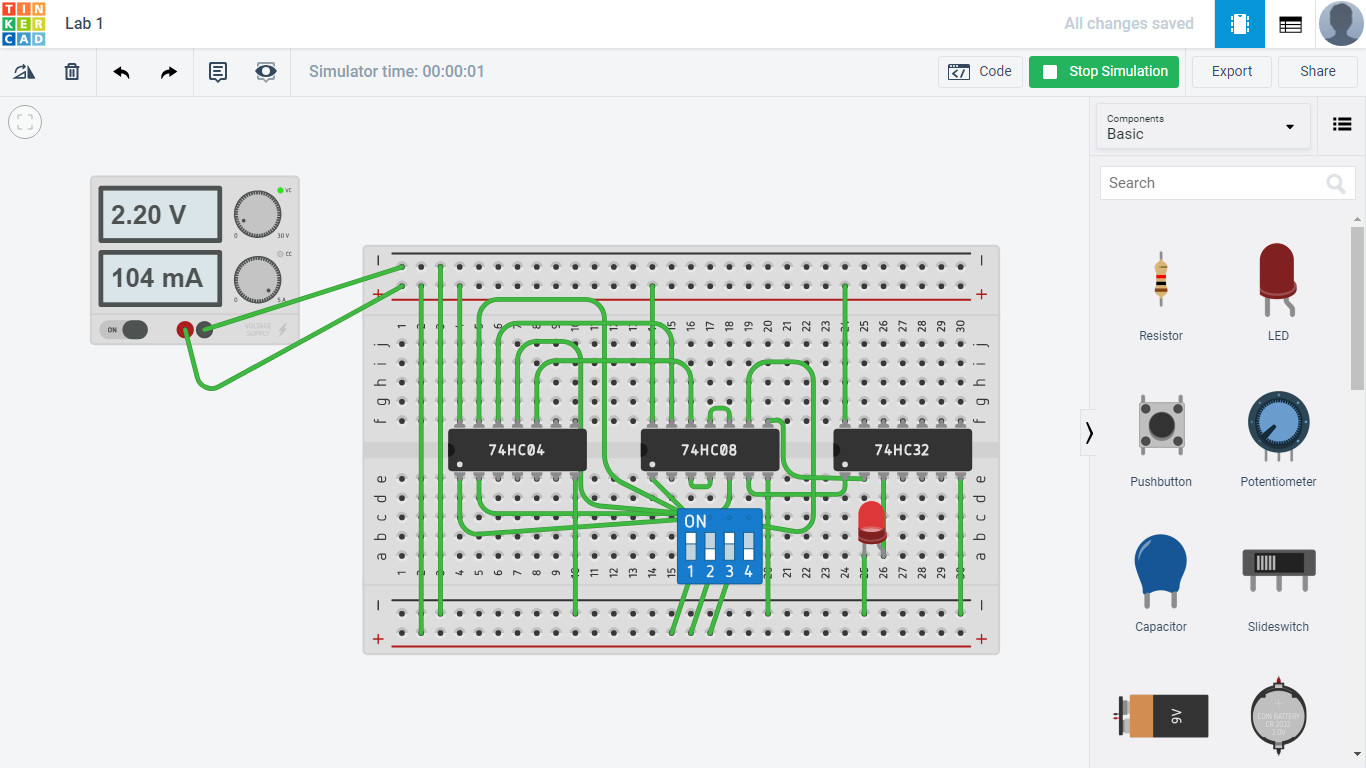 TIN
KER
CAD
Lab 1
All changes saved
Simulator time: 00:00:01
Code
Stop Simulation
Export
Share
Components
Basic
Search
2.20 V
104 mA
0
30 V
0
5 A
ON
VOLTAGE
SUPPLY
74HC04
74HC08
74HC32
ON
1 2 3 4
Resistor
LED
Pushbutton
Potentiometer
Capacitor
Slideswitch
9V
COIN BATTERY
CR 2032
3.0V